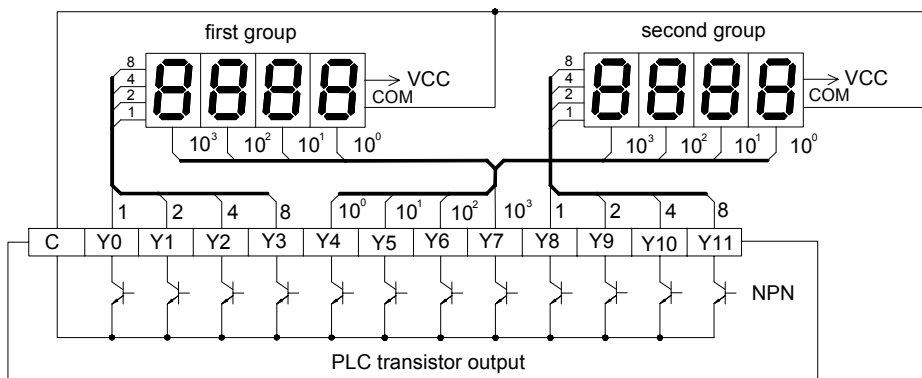 first group
second group
8
4
2
1
VCC
COM
10³ 10² 10¹ 10⁰
8
4
2
1
VCC
COM
10³ 10² 10¹ 10⁰
1 2 4 8 10⁰ 10¹ 10² 10³ 1 2 4 8
C Y0 Y1 Y2 Y3 Y4 Y5 Y6 Y7 Y8 Y9 Y10 Y11
NPN
PLC transistor output
8888
8888